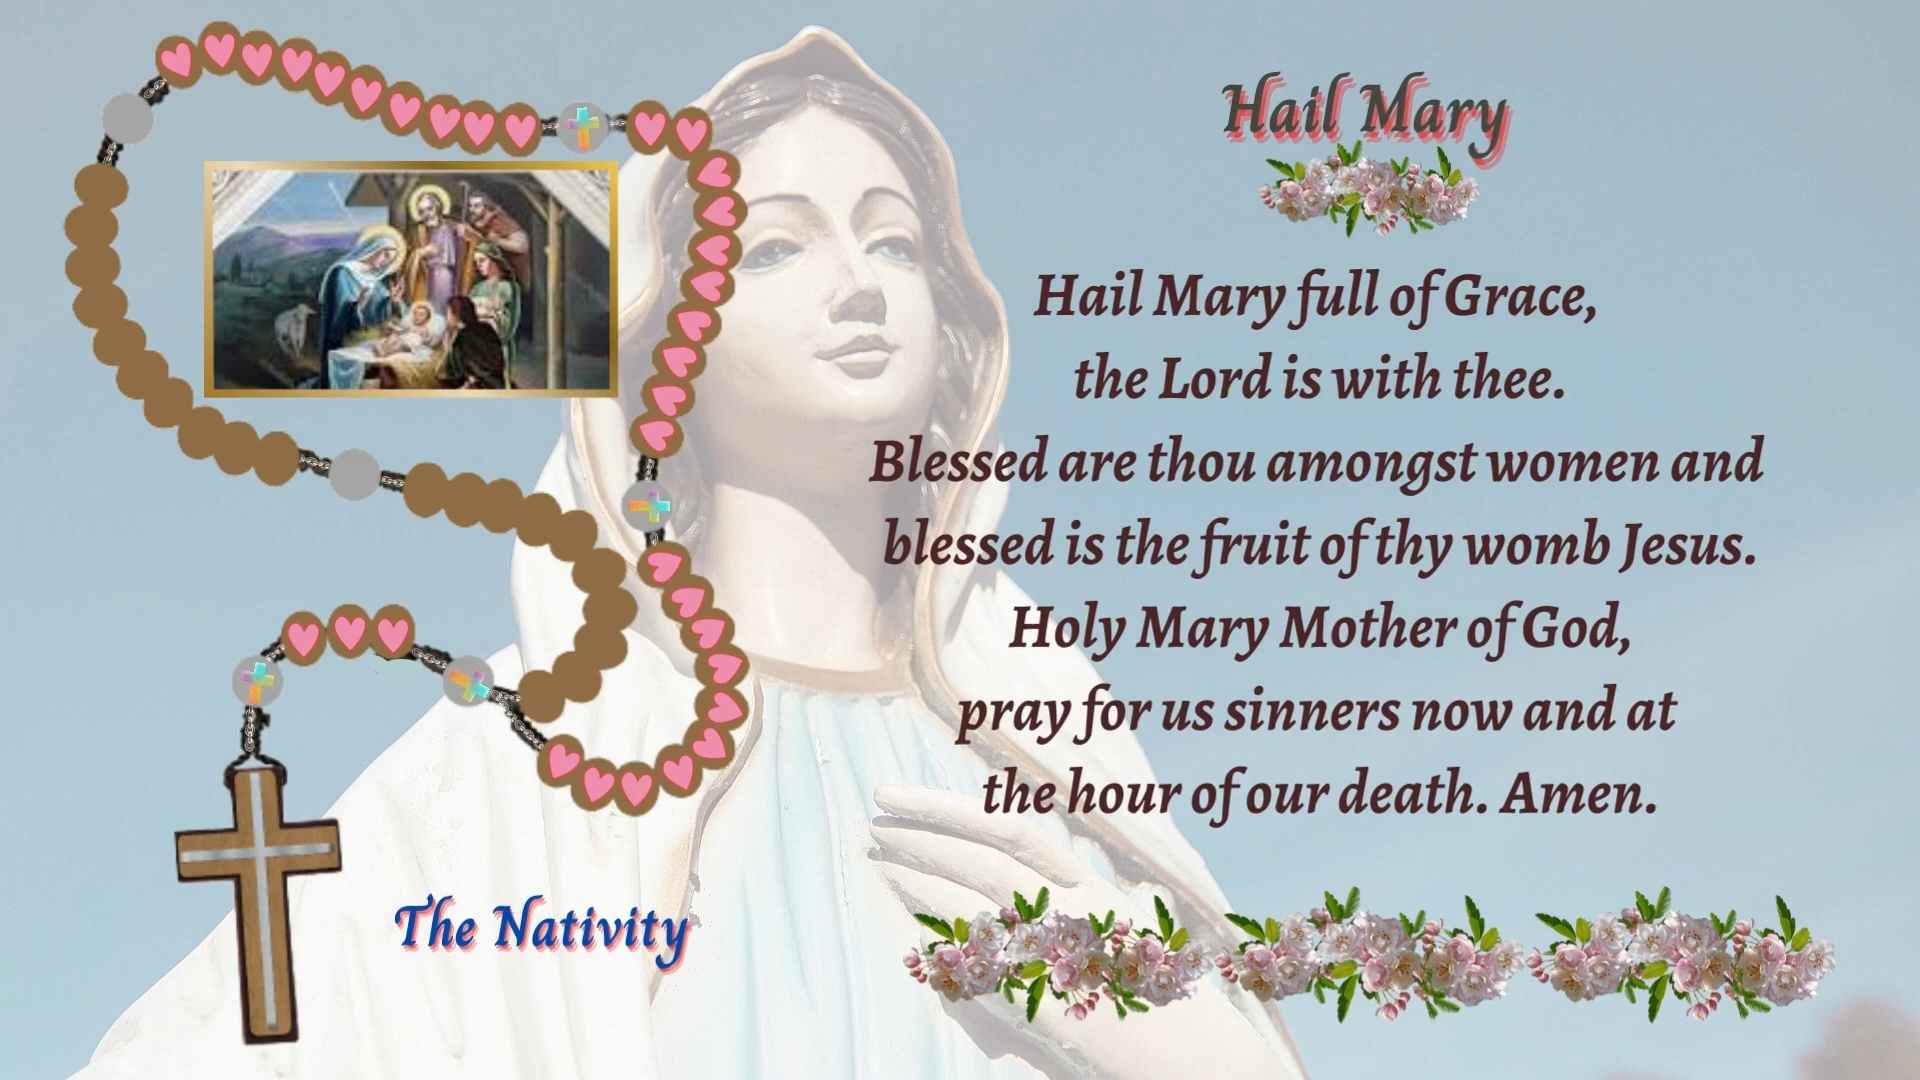 Hail Mary
Hail Mary full of Grace,
the Lord is with thee.
Blessed are thou amongst women and
blessed is the fruit of thy womb Jesus.
Holy Mary Mother of God,
pray for us sinners now and at
the hour of our death. Amen.
The Nativity